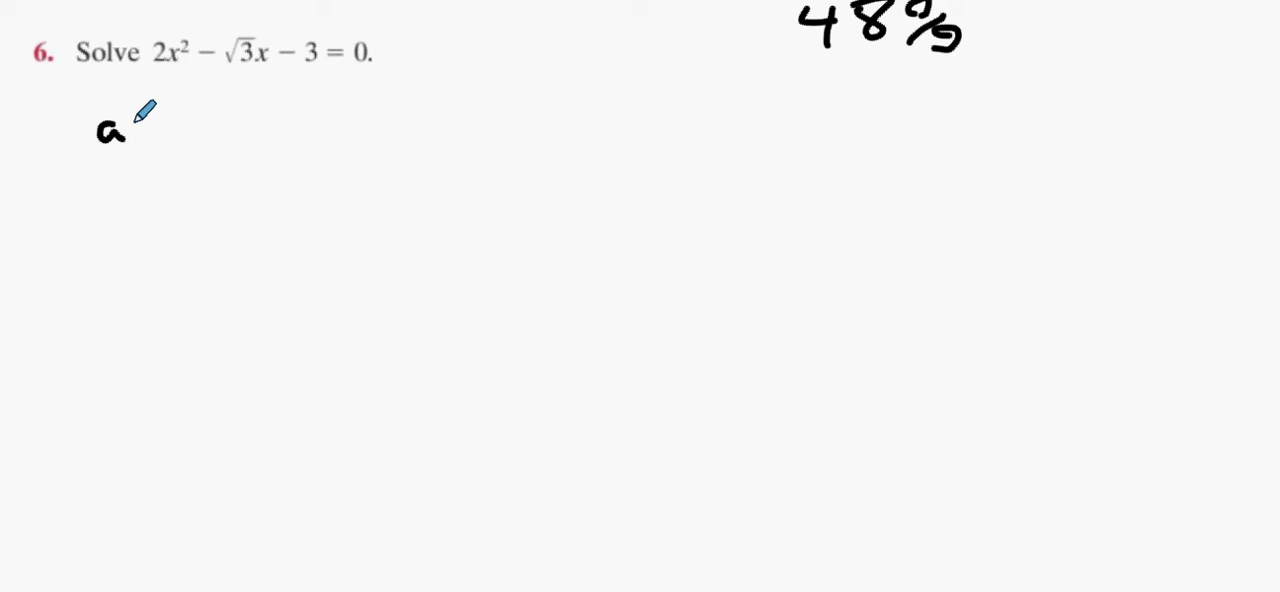 48%
6. Solve 2x² − √3x − 3 = 0.
a